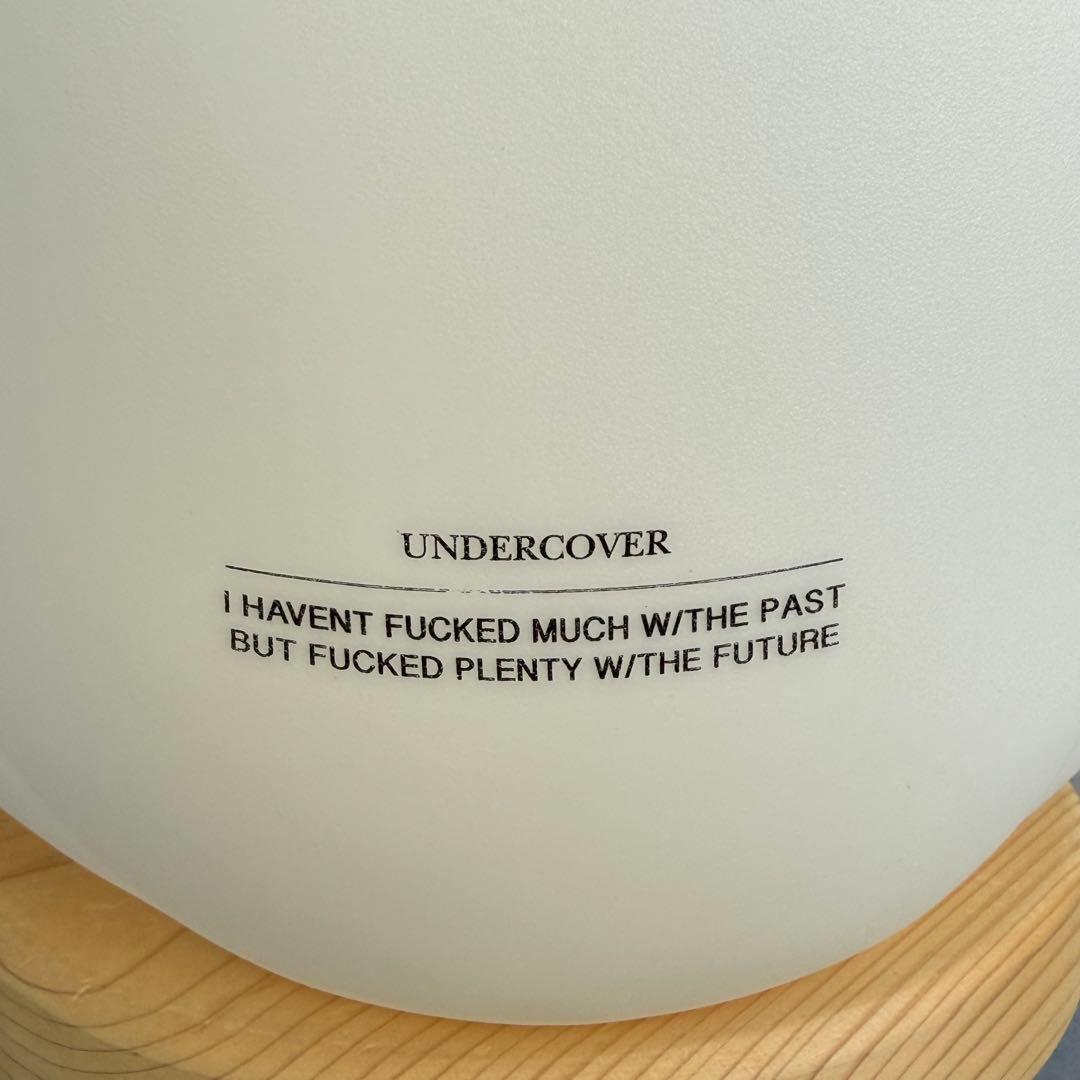 UNDERCOVER
I HAVENT FUCKED MUCH W/THE PAST
BUT FUCKED PLENTY W/THE FUTURE